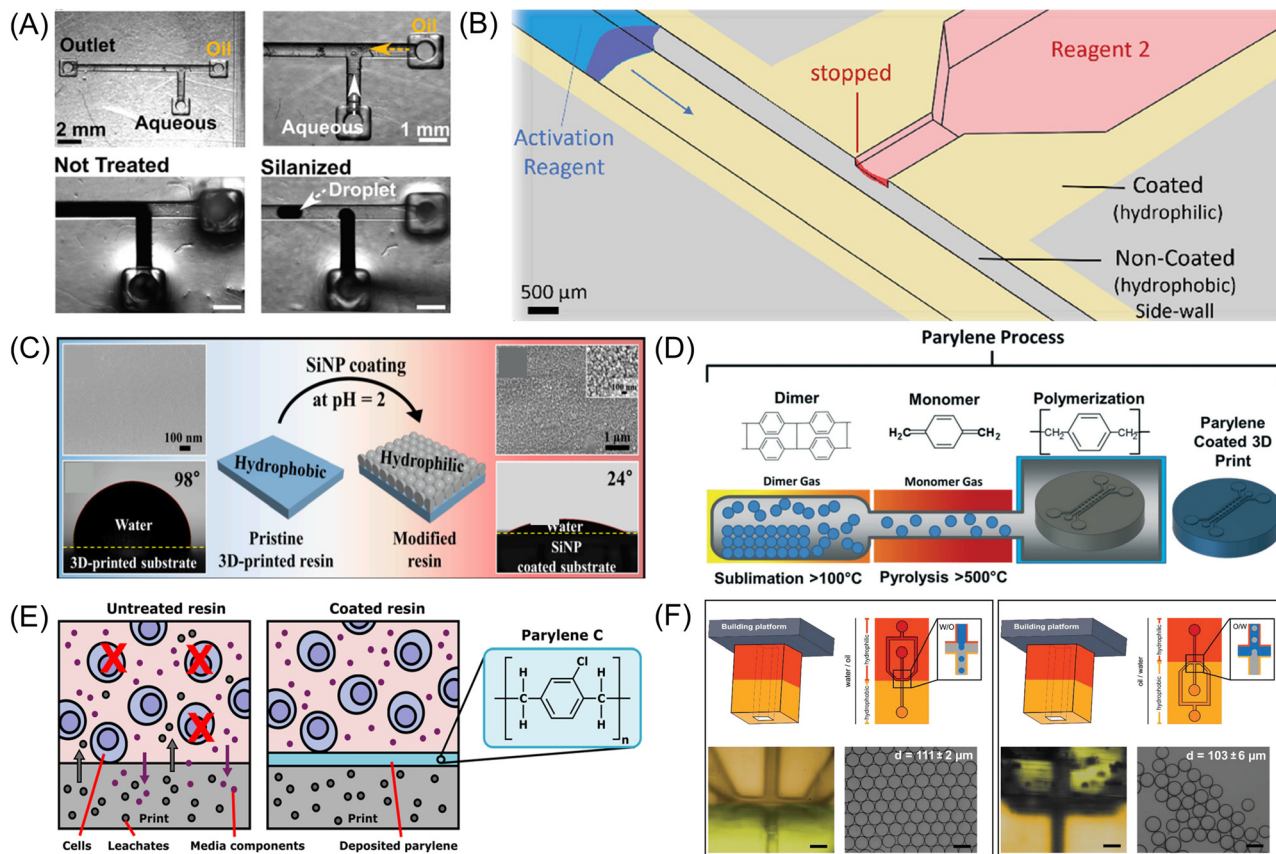 (A)
Outlet
Oil
Aqueous
2 mm
Oil
Aqueous
1 mm
Not Treated
Silanized
Droplet
(B)
Activation
Reagent
stopped
Reagent 2
Coated
(hydrophilic)
Non-Coated
(hydrophobic)
Side-wall
500 µm
(C)
100 nm
98°
Water
3D-printed substrate
SiNP coating
at pH = 2
Hydrophobic
Hydrophilic
Pristine
3D-printed resin
Modified
resin
100 nm
1 µm
24°
Water
SiNP
coated substrate
(D)
Parylene Process
Dimer
Monomer
Polymerization
H₂C
CH₂
CH₂
CH₂
Parylene
Coated 3D
Print
Dimer Gas
Monomer Gas
Sublimation >100°C
Pyrolysis >500°C
(E)
Untreated resin
Coated resin
X
X
X
Print
Print
Cells
Leachates
Media components
Deposited parylene
Parylene C
Cl
H
H
C
C
H
H
n
(F)
Building platform
water / oil
hydrophobic
hydrophilic
W/O
d = 111 ± 2 µm
Building platform
oil / water
hydrophobic
hydrophilic
O/W
d = 103 ± 6 µm